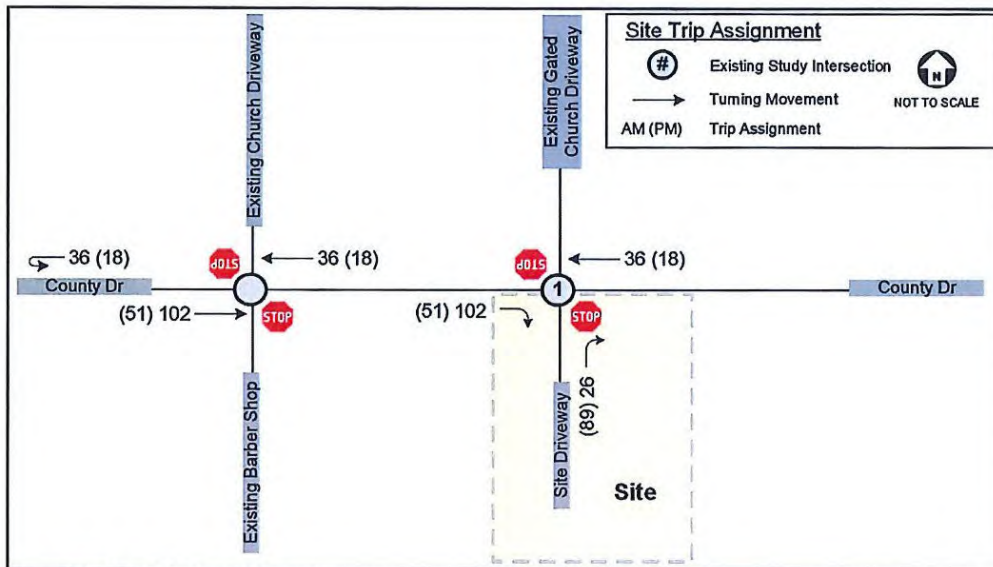 Site Trip Assignment
#
Existing Study Intersection
N
NOT TO SCALE
Turning Movement
AM (PM)
Trip Assignment
Existing Church Driveway
Existing Gated
Church Driveway
36 (18)
STOP
36 (18)
STOP
36 (18)
County Dr
1
County Dr
(51) 102
STOP
(51) 102
STOP
(89) 26
Existing Barber Shop
Site Driveway
Site